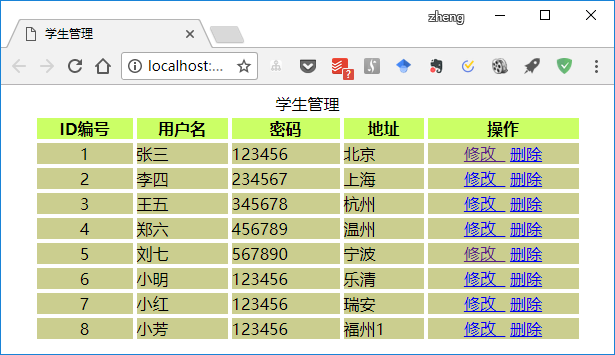 zheng
学生管理
localhost:...
?
学生管理
ID编号 用户名 密码 地址 操作
1 张三 123456 北京 修改 删除
2 李四 234567 上海 修改 删除
3 王五 345678 杭州 修改 删除
4 郑六 456789 温州 修改 删除
5 刘七 567890 宁波 修改 删除
6 小明 123456 乐清 修改 删除
7 小红 123456 瑞安 修改 删除
8 小芳 123456 福州1 修改 删除